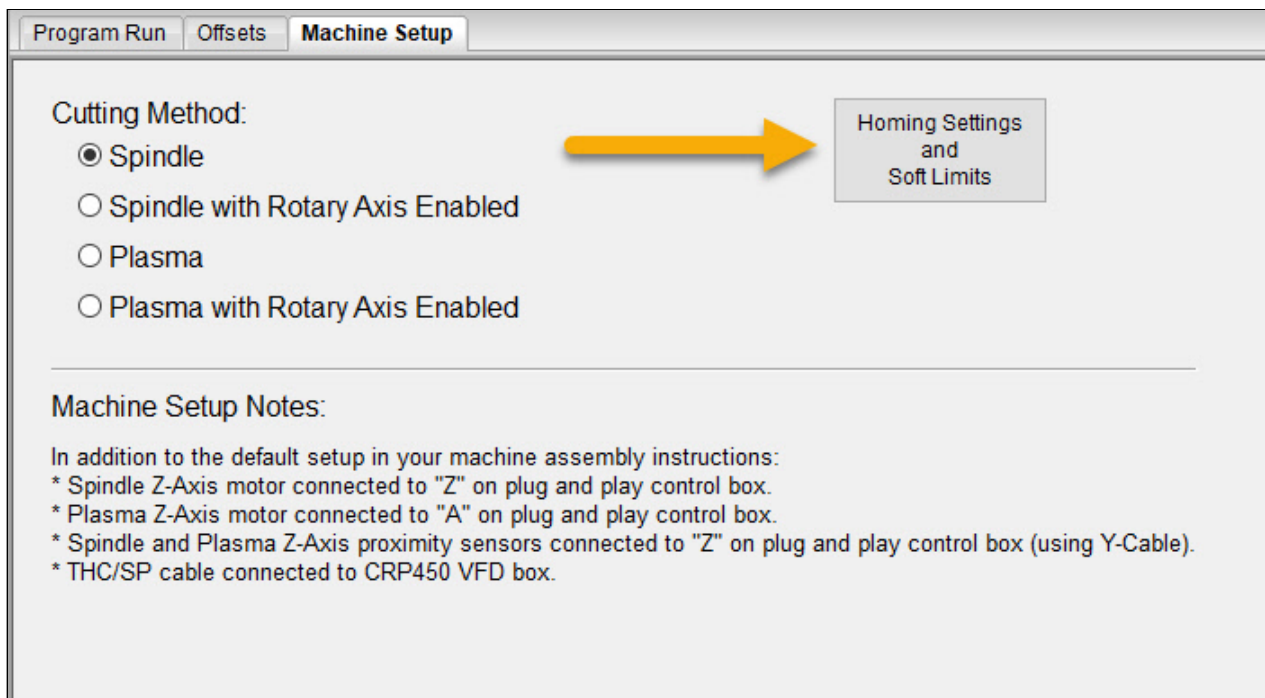 Program Run
Offsets
Machine Setup
Cutting Method:
Spindle
Spindle with Rotary Axis Enabled
Plasma
Plasma with Rotary Axis Enabled
Homing Settings
and
Soft Limits
Machine Setup Notes:
In addition to the default setup in your machine assembly instructions:
* Spindle Z-Axis motor connected to "Z" on plug and play control box.
* Plasma Z-Axis motor connected to "A" on plug and play control box.
* Spindle and Plasma Z-Axis proximity sensors connected to "Z" on plug and play control box (using Y-Cable).
* THC/SP cable connected to CRP450 VFD box.